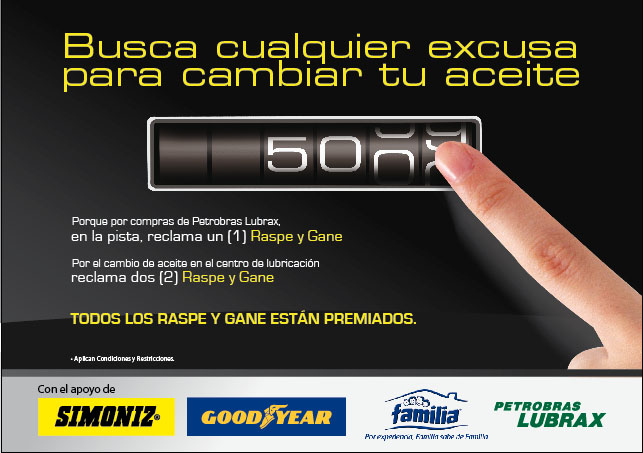 Busca cualquier excusa
para cambiar tu aceite
50
Porque por compras de Petrobras Lubrax,
en la pista, reclama un (1) Raspe y Gane
Por el cambio de aceite en el centro de lubricación
reclama dos (2) Raspe y Gane
TODOS LOS RASPE Y GANE ESTÁN PREMIADOS.
• Aplican Condiciones y Restricciones.
Con el apoyo de
SIMONIZ®
GOODYEAR
familia
Por experiencia, Familia sabe de Familia
PETROBRAS
LUBRAX